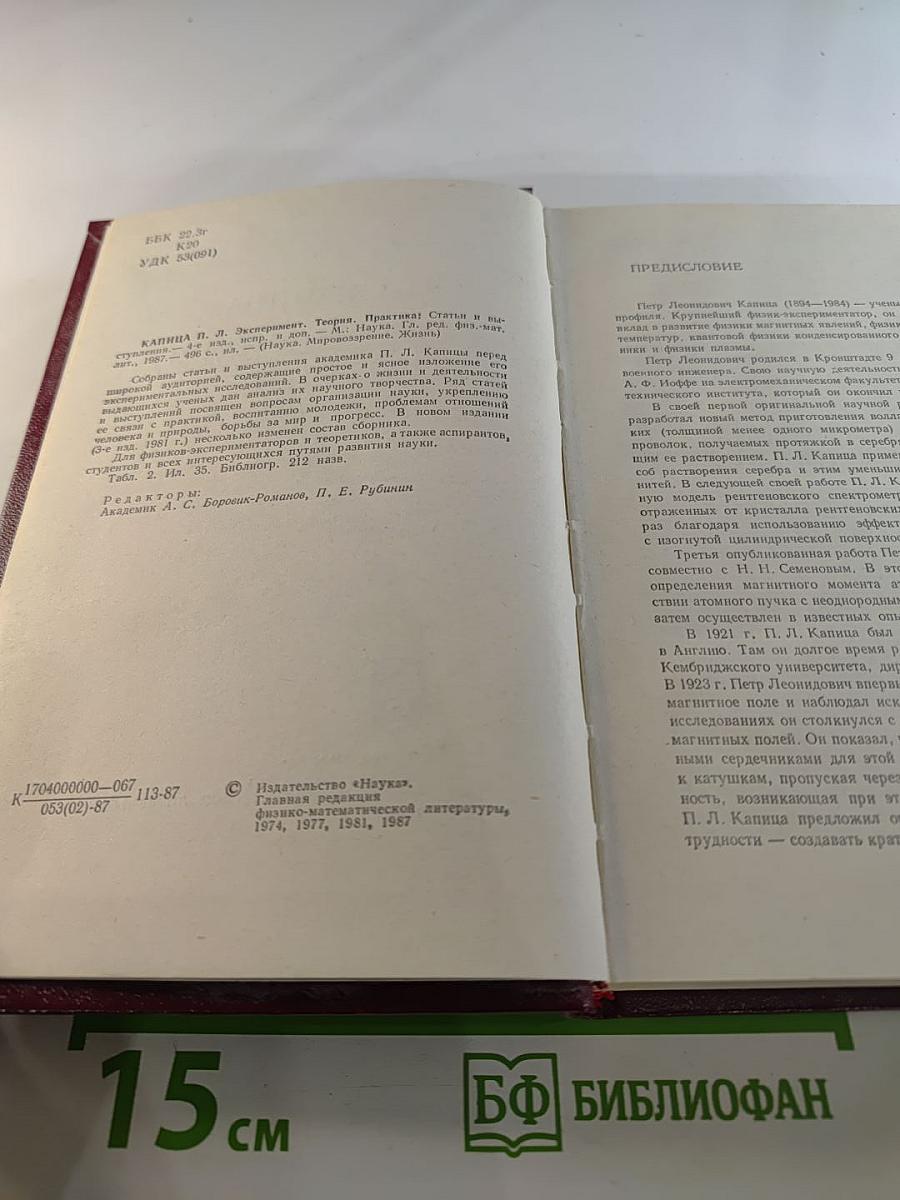 ББК 22.3г
К20
УДК 53(091)
КАПИЦА П. Л. Эксперимент. Теория. Практика: Статьи и вы-
ступления.— 4-е изд., испр. и доп. — М.: Наука. Гл. ред. физ.-мат.
лит., 1987.— 496 с., ил. — (Наука. Мировоззрение. Жизнь)
Собраны статьи и выступления академика П. Л. Капицы перед
широкой аудиторией, содержащие простое и ясное изложение его
экспериментальных исследований. В очерках о жизни и деятельности
выдающихся ученых дан анализ их научного творчества. Ряд статей
и выступлений посвящен вопросам организации науки, укреплению
ее связи с практикой, воспитанию молодежи, проблемам отношений
человека и природы, борьбы за мир и прогресс. В новом издании
(3-е изд. 1981 г.) несколько изменен состав сборника.
Для физиков-экспериментаторов и теоретиков, а также аспирантов,
студентов и всех интересующихся путями развития науки.
Табл. 2. Ил. 35. Библиогр. 212 назв.
Редакторы:
Академик А. С. Боровик-Романов, П. Е. Рубинин
К 1704000000—067 113-87
053(02)-87
© Издательство «Наука».
Главная редакция
физико-математической литературы,
1974, 1977, 1981, 1987
ПРЕДИСЛОВИЕ
Петр Леонидович Капица (1894—1984) — учены
профиля. Крупнейший физик-экспериментатор, он
вклад в развитие физики магнитных явлений, физик
температур, квантовой физики конденсированного
ники и физики плазмы.
Петр Леонидович родился в Кронштадте 9
военного инженера. Свою научную деятельность
А. Ф. Иоффе на электромеханическом факультет
технического института, который он окончил
В своей первой оригинальной научной р
разработал новый метод приготовления волла
ких (толщиной менее одного микрометра)
проволок, получаемых протяжкой в серебр
щим ее растворением. П. Л. Капица приме
соб растворения серебра и этим уменьши
нитей. В следующей своей работе П. Л. К
ную модель рентгеновского спектрометр
отраженных от кристалла рентгеновских
раз благодаря использованию эффект
с изогнутой цилиндрической поверхнос
Третья опубликованная работа Пе
совместно с Н. Н. Семеновым. В это
определения магнитного момента а
ствии атомного пучка с неоднородным
затем осуществлен в известных опы
В 1921 г. П. Л. Капица был
в Англию. Там он долгое время р
Кембриджского университета, дир
В 1923 г. Петр Леонидович впервы
магнитное поле и наблюдал иск
исследованиях он столкнулся с
магнитных полей. Он показал, ч
ными сердечниками для этой
к катушкам, пропуская через
ность, возникающая при эт
П. Л. Капица предложил о
трудности — создавать крат
15 см
БФ БИБЛИОФАН